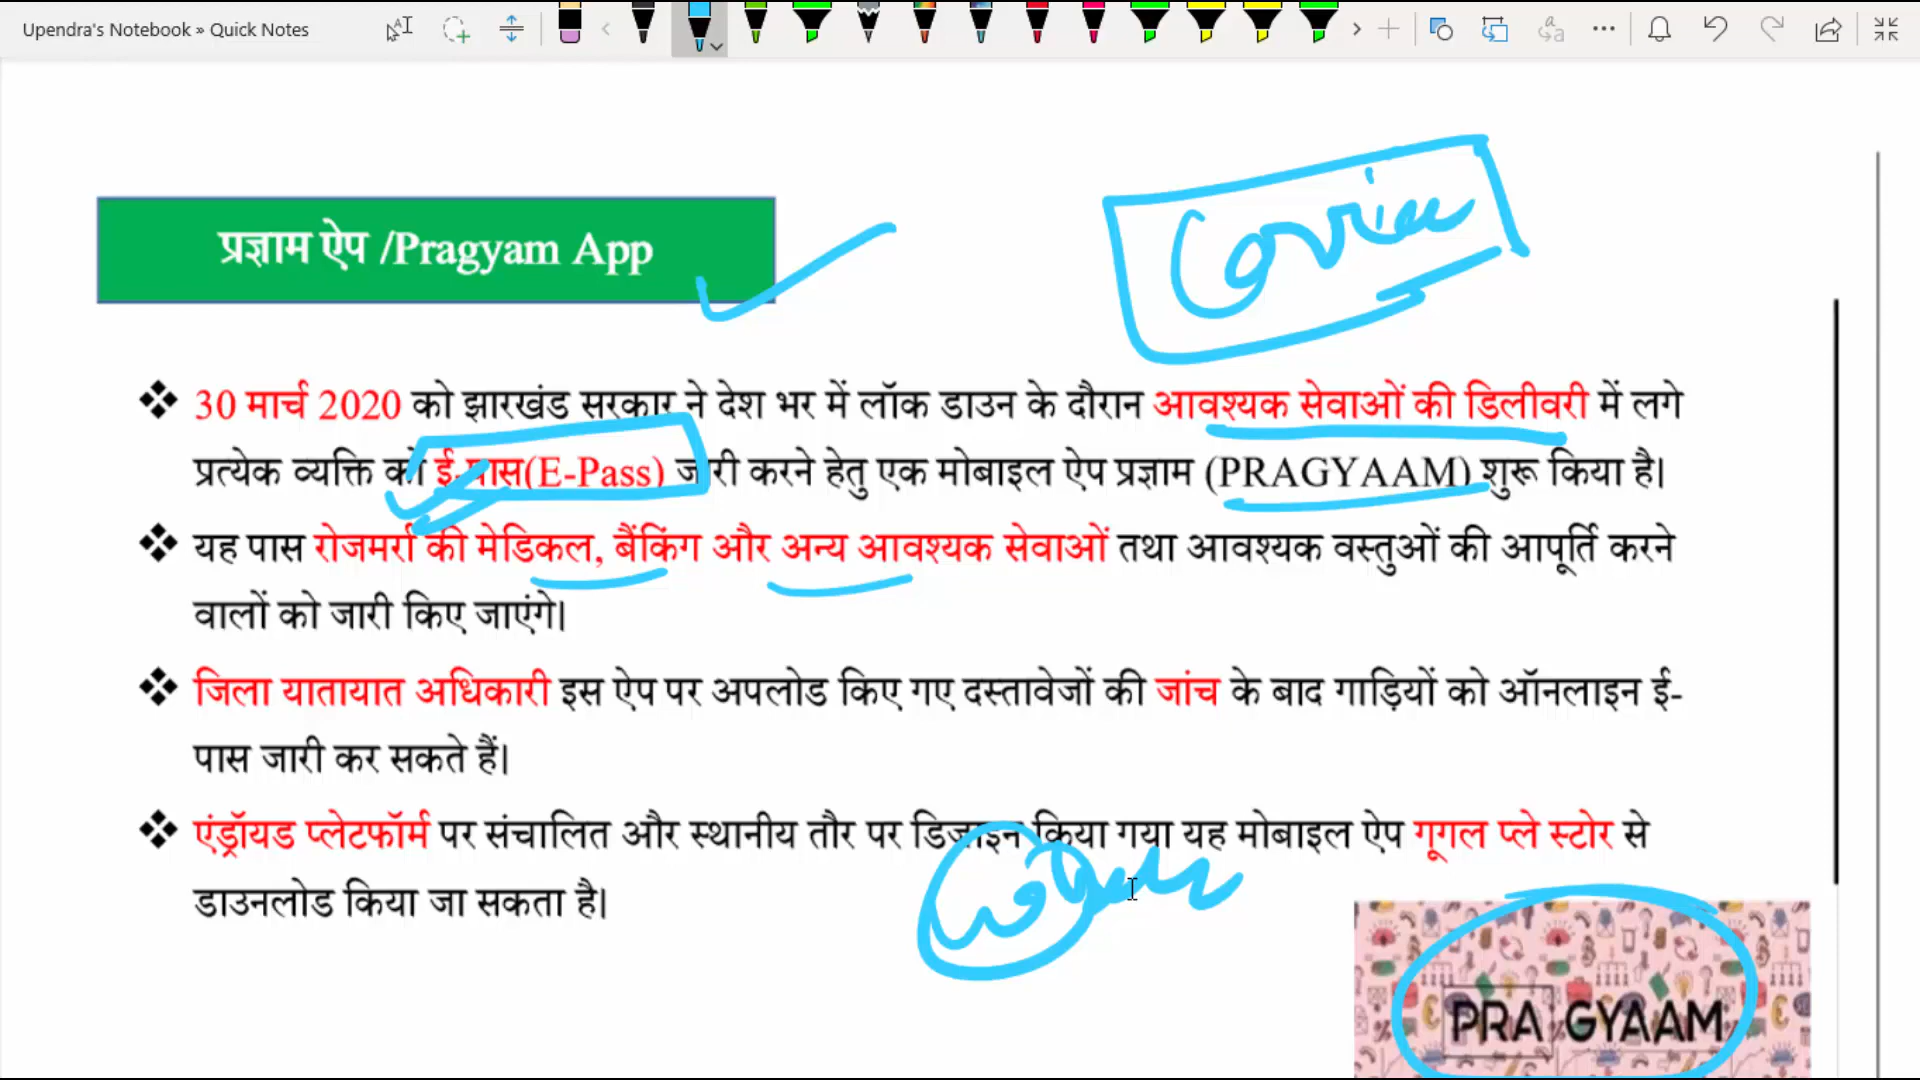 Upendra's Notebook » Quick Notes
प्रज्ञाम ऐप /Pragyam App
❖ 30 मार्च 2020 को झारखंड सरकार ने देश भर में लॉक डाउन के दौरान आवश्यक सेवाओं की डिलीवरी में लगे
प्रत्येक व्यक्ति को ई-पास(E-Pass) जारी करने हेतु एक मोबाइल ऐप प्रज्ञाम (PRAGYAAM) शुरू किया है।
❖ यह पास रोजमर्रा की मेडिकल, बैंकिंग और अन्य आवश्यक सेवाओं तथा आवश्यक वस्तुओं की आपूर्ति करने
वालों को जारी किए जाएंगे।
❖ जिला यातायात अधिकारी इस ऐप पर अपलोड किए गए दस्तावेजों की जांच के बाद गाड़ियों को ऑनलाइन ई-
पास जारी कर सकते हैं।
❖ एंड्रॉयड प्लेटफॉर्म पर संचालित और स्थानीय तौर पर डिजाइन किया गया यह मोबाइल ऐप गूगल प्ले स्टोर से
डाउनलोड किया जा सकता है।
PRAGYAAM